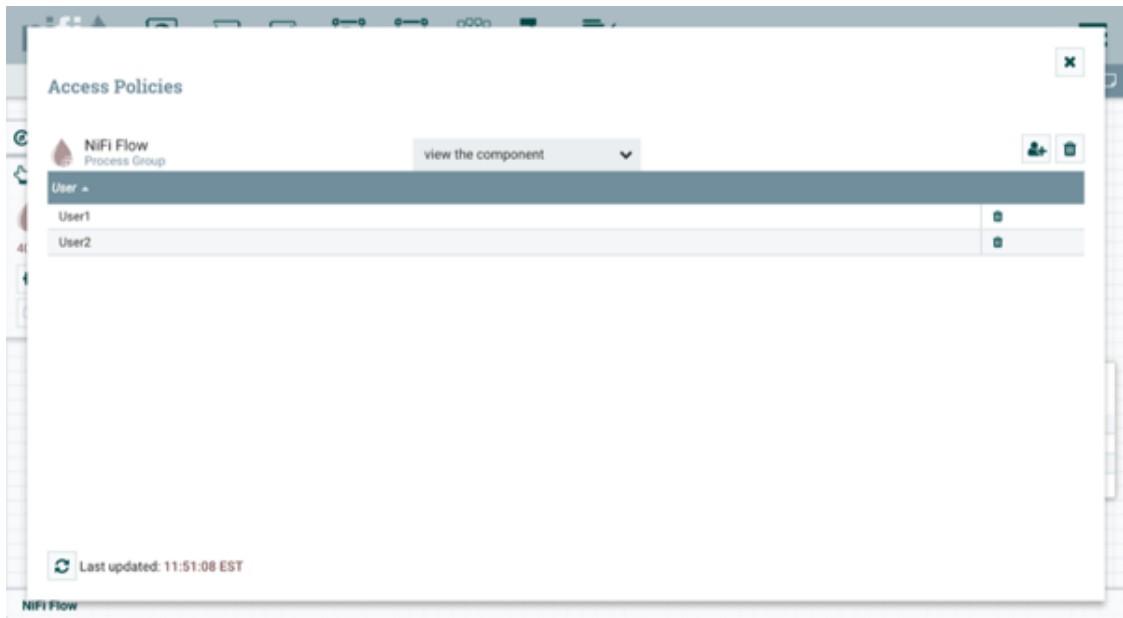 Access Policies
NiFi Flow
Process Group
view the component
User
User1
User2
Last updated: 11:51:08 EST
NiFi Flow